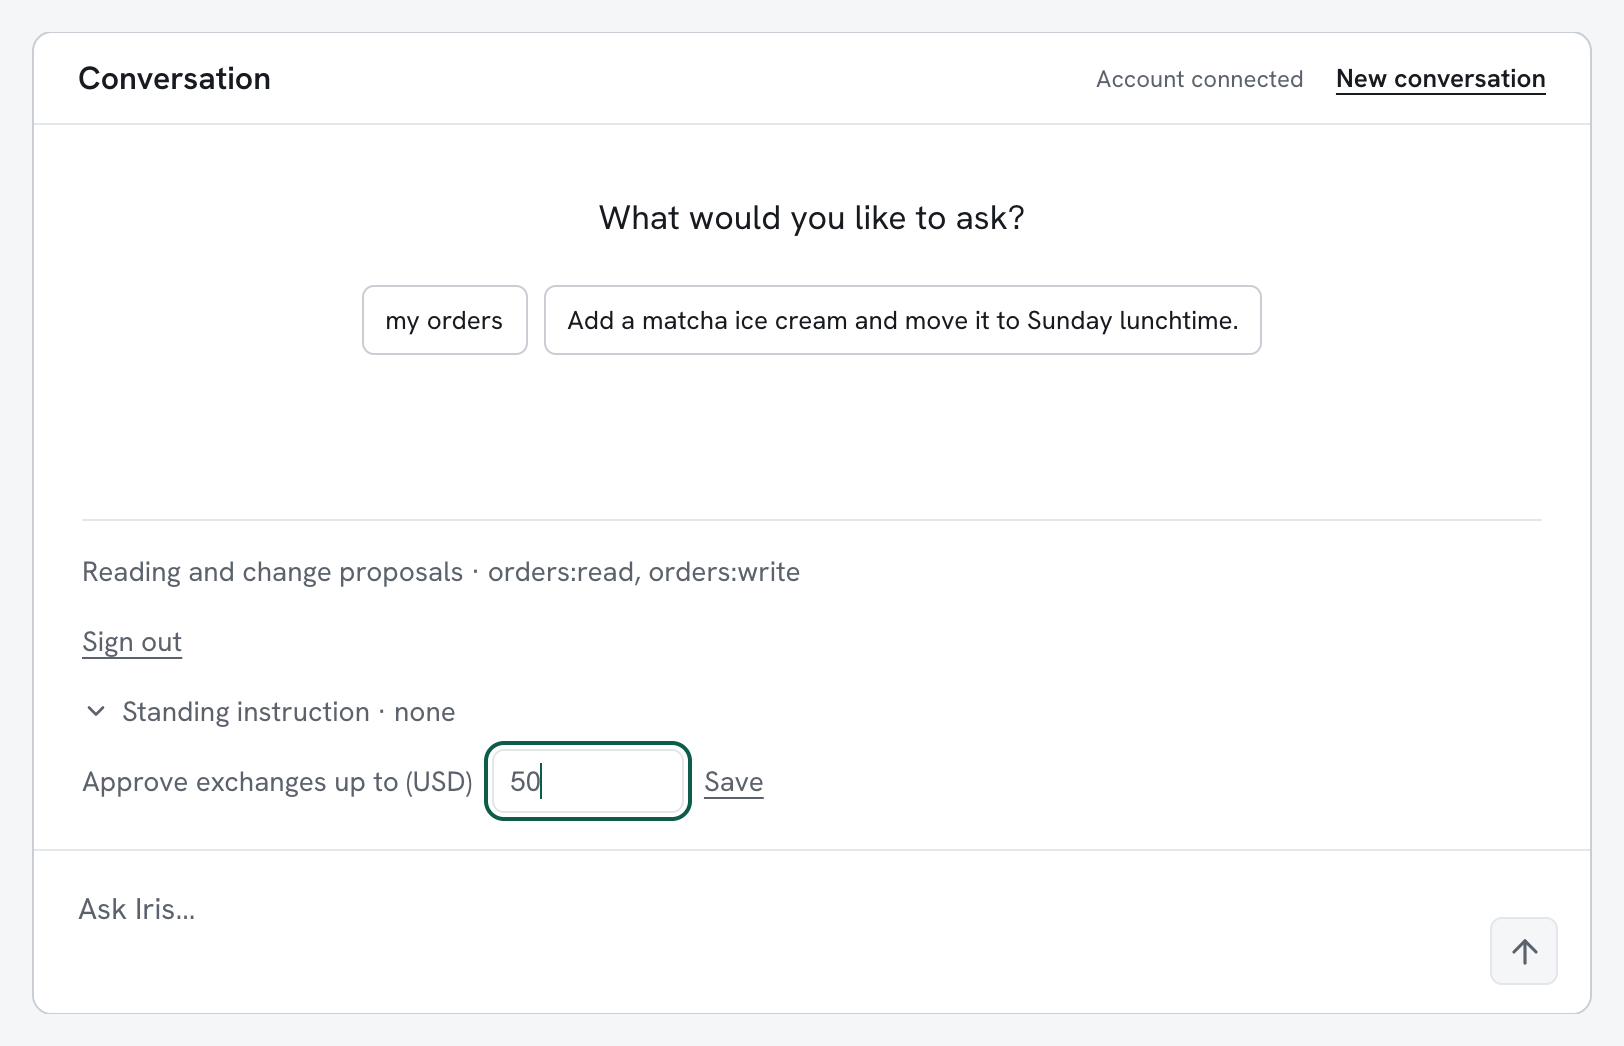 Conversation
Account connected
New conversation
What would you like to ask?
my orders
Add a matcha ice cream and move it to Sunday lunchtime.
Reading and change proposals · orders:read, orders:write
Sign out
Standing instruction · none
Approve exchanges up to (USD) 50 Save
Ask Iris...